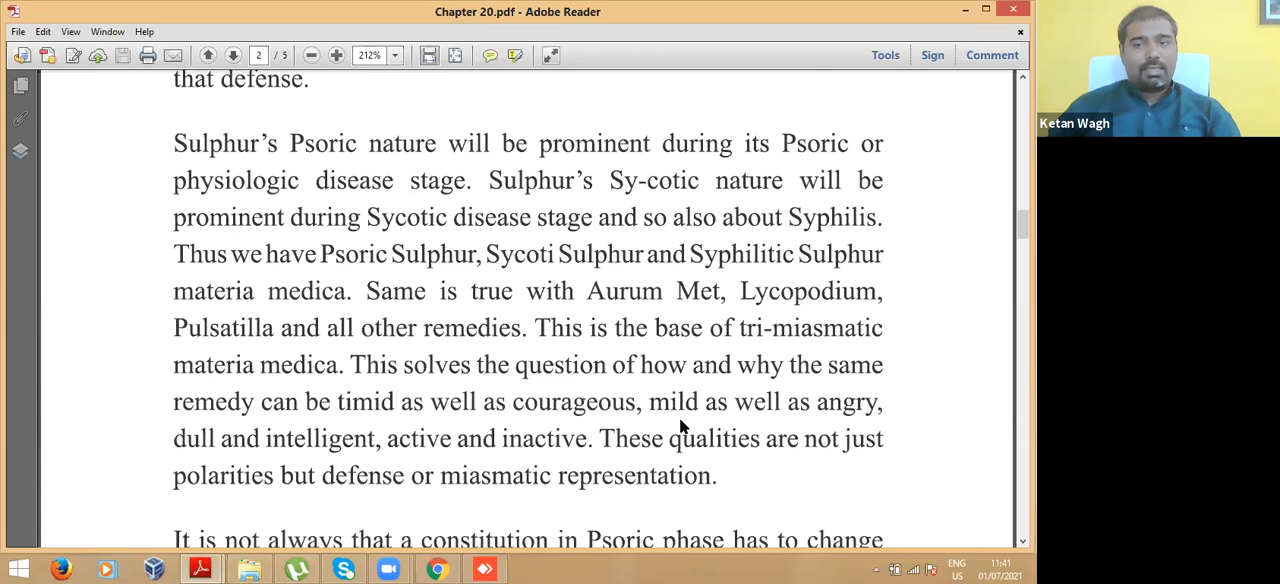 Chapter 20.pdf - Adobe Reader
File Edit View Window Help
2 / 5 212% Tools Sign Comment
that defense.
Sulphur's Psoric nature will be prominent during its Psoric or
physiologic disease stage. Sulphur's Sy-cotic nature will be
prominent during Sycotic disease stage and so also about Syphilis.
Thus we have Psoric Sulphur, Sycoti Sulphur and Syphilitic Sulphur
materia medica. Same is true with Aurum Met, Lycopodium,
Pulsatilla and all other remedies. This is the base of tri-miasmatic
materia medica. This solves the question of how and why the same
remedy can be timid as well as courageous, mild as well as angry,
dull and intelligent, active and inactive. These qualities are not just
polarities but defense or miasmatic representation.
It is not always that a constitution in Psoric phase has to change
Ketan Wagh
ENG 11:41
US 01/07/2021